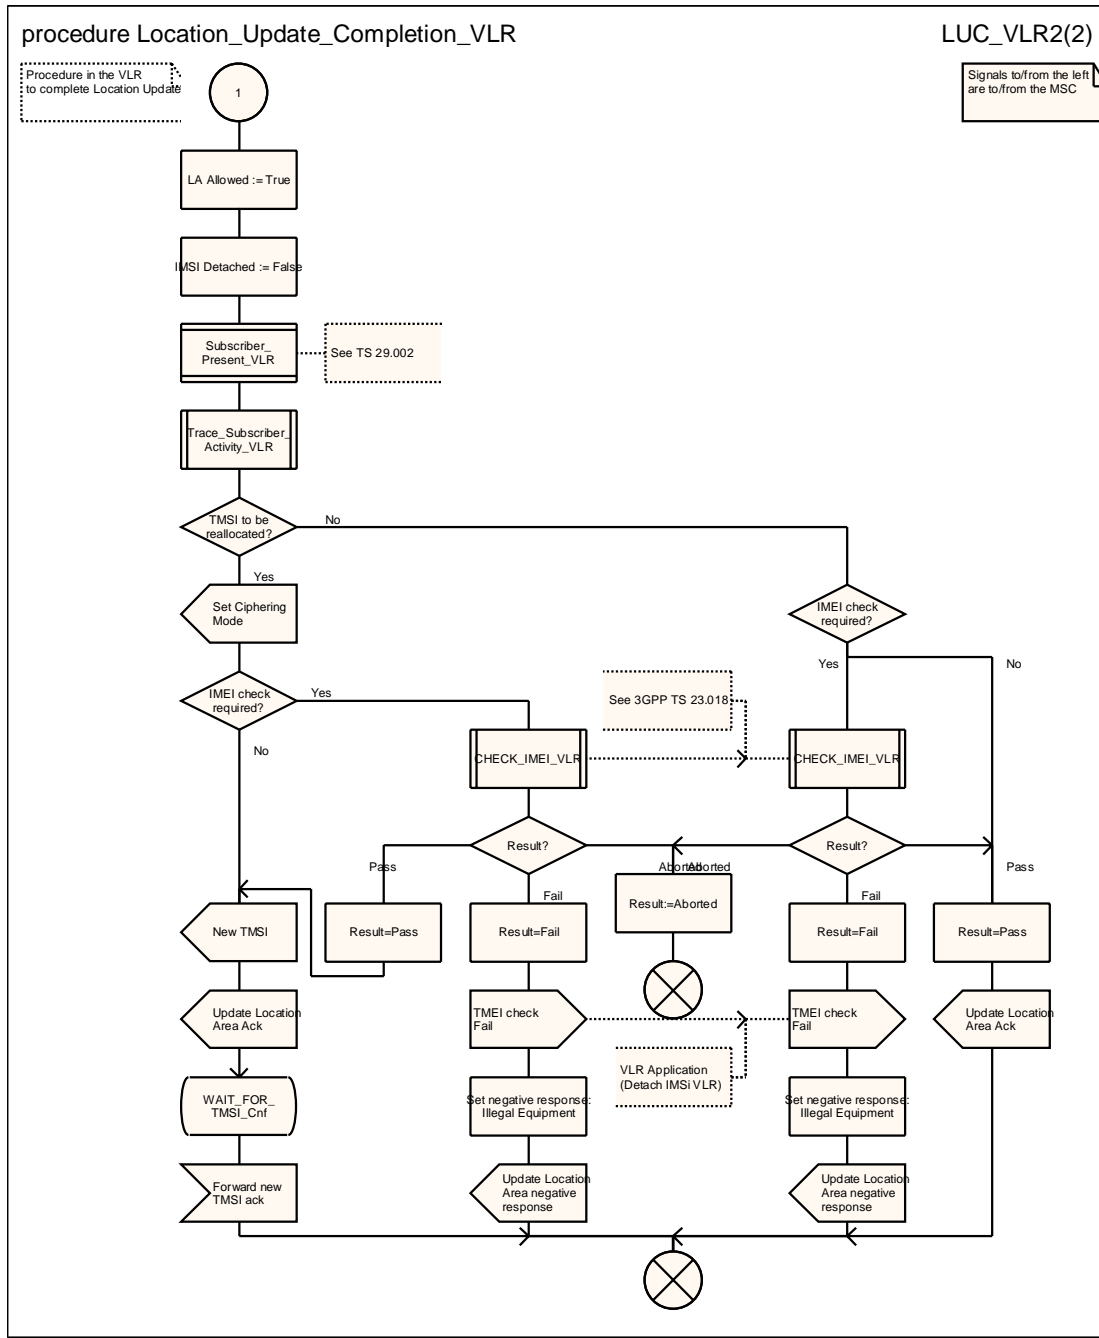 procedure Location_Update_Completion_VLR
LUC_VLR2(2)
Procedure in the VLR
to complete Location Update
1
Signals to/from the left
are to/from the MSC
LA Allowed := True
IMSI Detached := False
Subscriber_
Present_VLR
See TS 29.002
Trace_Subscriber_
Activity_VLR
TMSI to be
reallocated?
No
Yes
Set Ciphering
Mode
IMEI check
required?
Yes
No
IMEI check
required?
Yes
No
See 3GPP TS 23.018
CHECK_IMEI_VLR
CHECK_IMEI_VLR
Result?
Result?
Pass
Aborted
Aborted
Pass
Fail
Fail
New TMSI
Result=Pass
Result=Fail
Result:=Aborted
Result=Fail
Result=Pass
Update Location
Area Ack
TMEI check
Fail
TMEI check
Fail
Update Location
Area Ack
VLR Application
(Detach IMSi VLR)
WAIT_FOR_
TMSI_Cnf
Set negative response:
Illegal Equipment
Set negative response:
Illegal Equipment
Forward new
TMSI ack
Update Location
Area negative
response
Update Location
Area negative
response